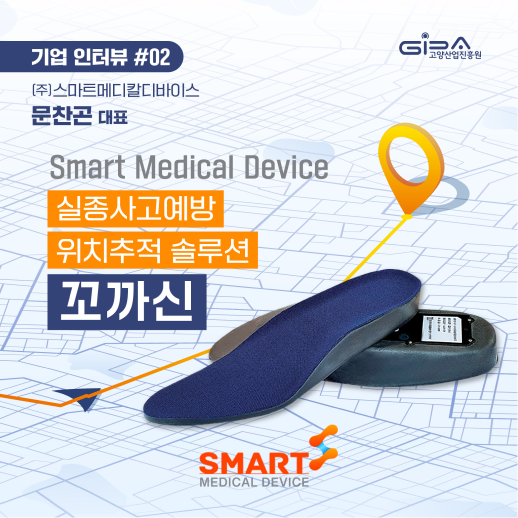 기업 인터뷰 #02
GIPA
고양산업진흥원
(주)스마트메디칼디바이스
문찬곤 대표
Smart Medical Device
실종사고예방
위치추적 솔루션
꼬까신
SMART
MEDICAL DEVICE